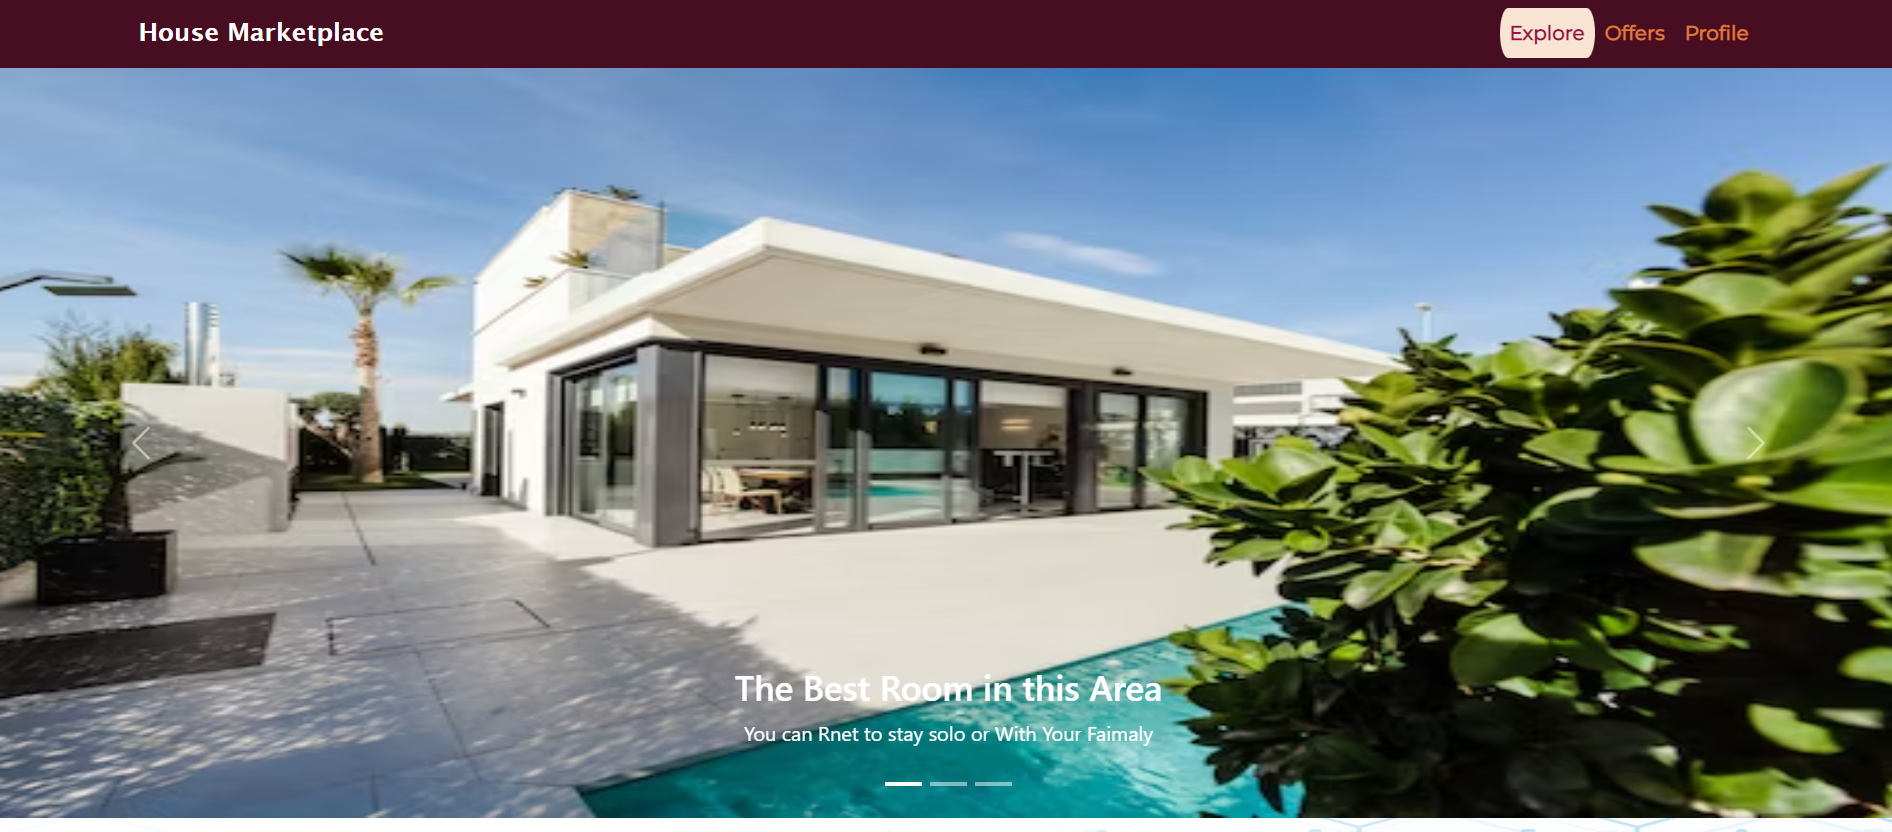 House Marketplace
Explore Offers Profile
The Best Room in this Area
You can Rnet to stay solo or With Your Faimaly